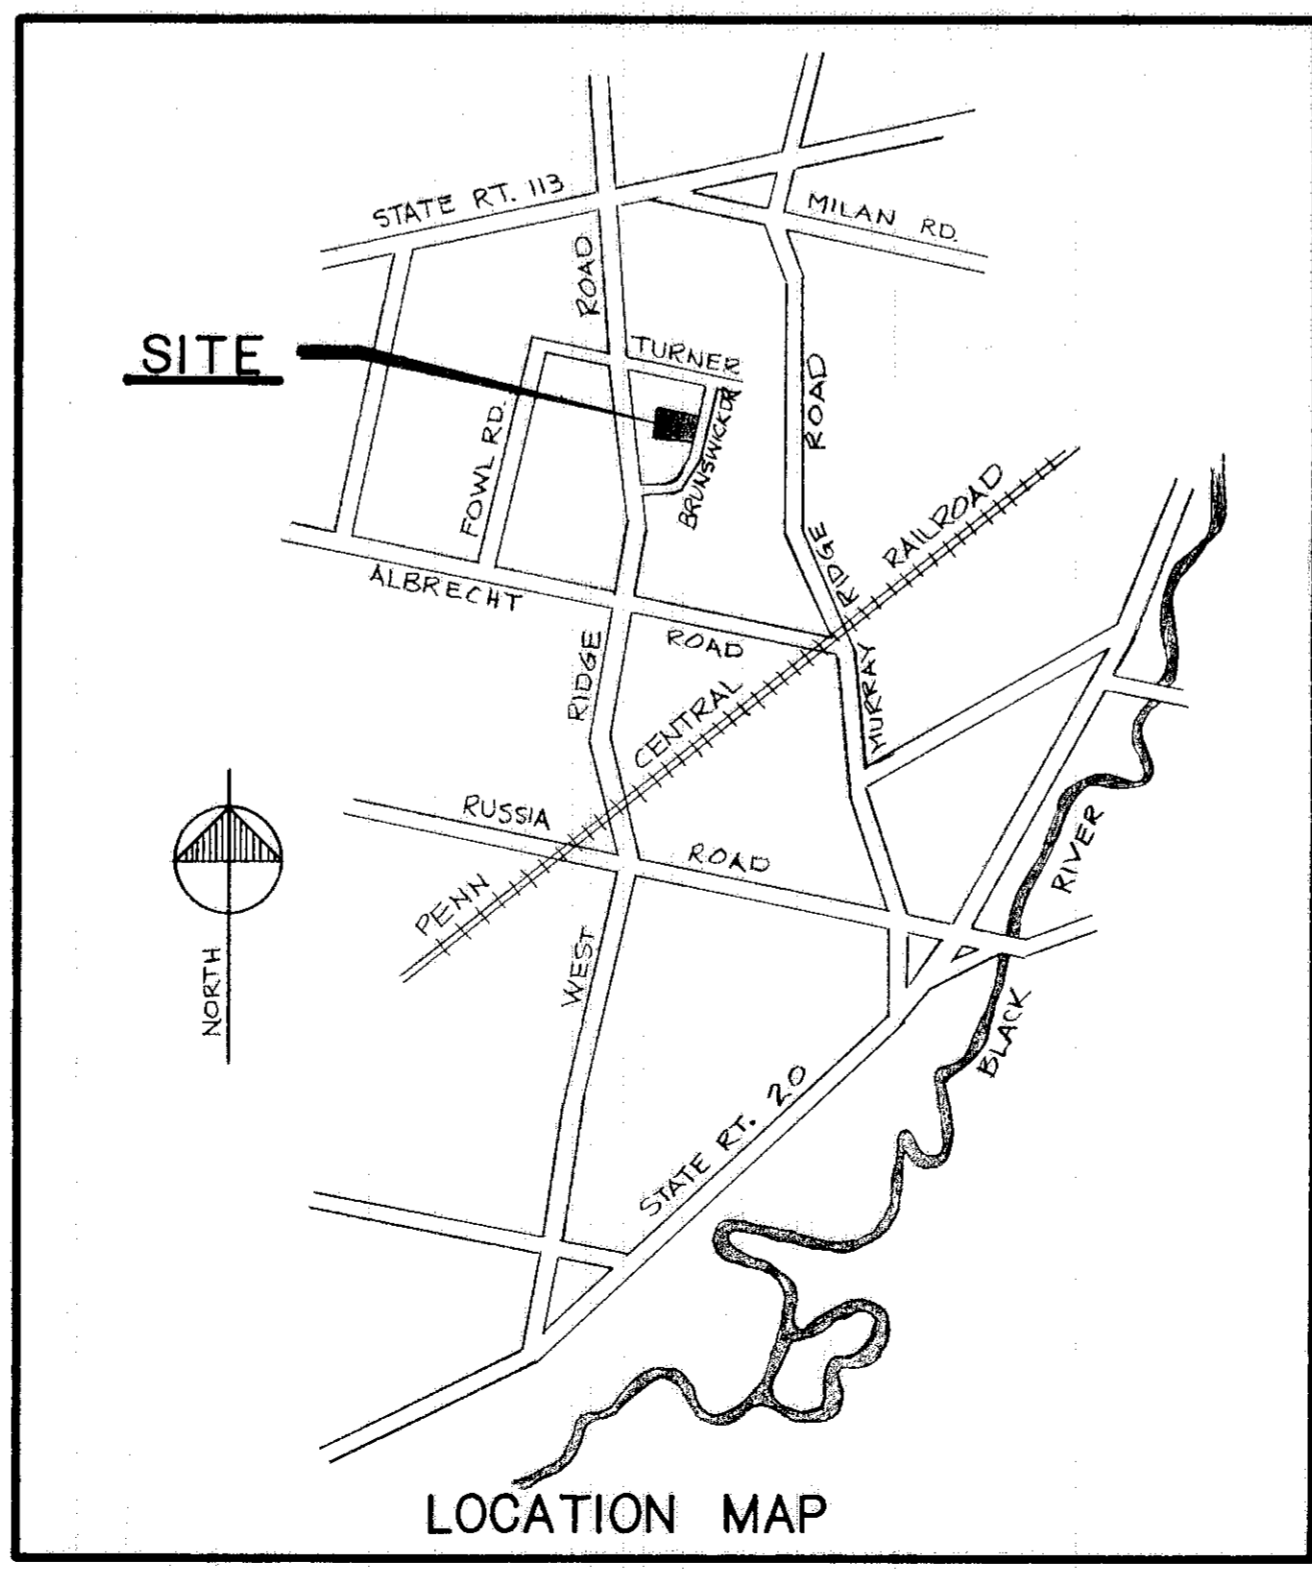 STATE RT. 113
MILAN RD.
ROAD
SITE
TURNER
ROAD
FOWL RD.
BRUNSWICK DR
RIDGE
RAILROAD
ALBRECHT
ROAD
RIDGE
MURRAY
CENTRAL
RUSSIA
ROAD
RIVER
PENN
WEST
NORTH
BLACK
STATE RT. 20
LOCATION MAP